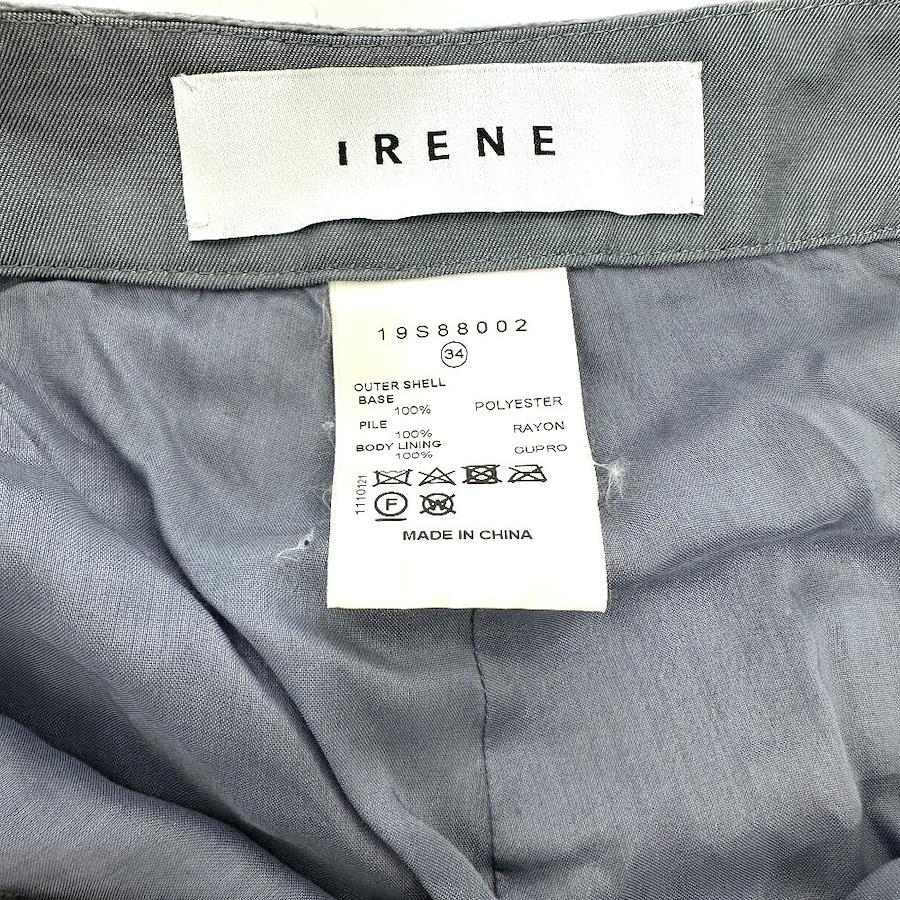 IRENE
19S88002
34
OUTER SHELL
BASE
100% POLYESTER
PILE
100% RAYON
BODY LINING
100% CUPRO
1110121
F
W
MADE IN CHINA